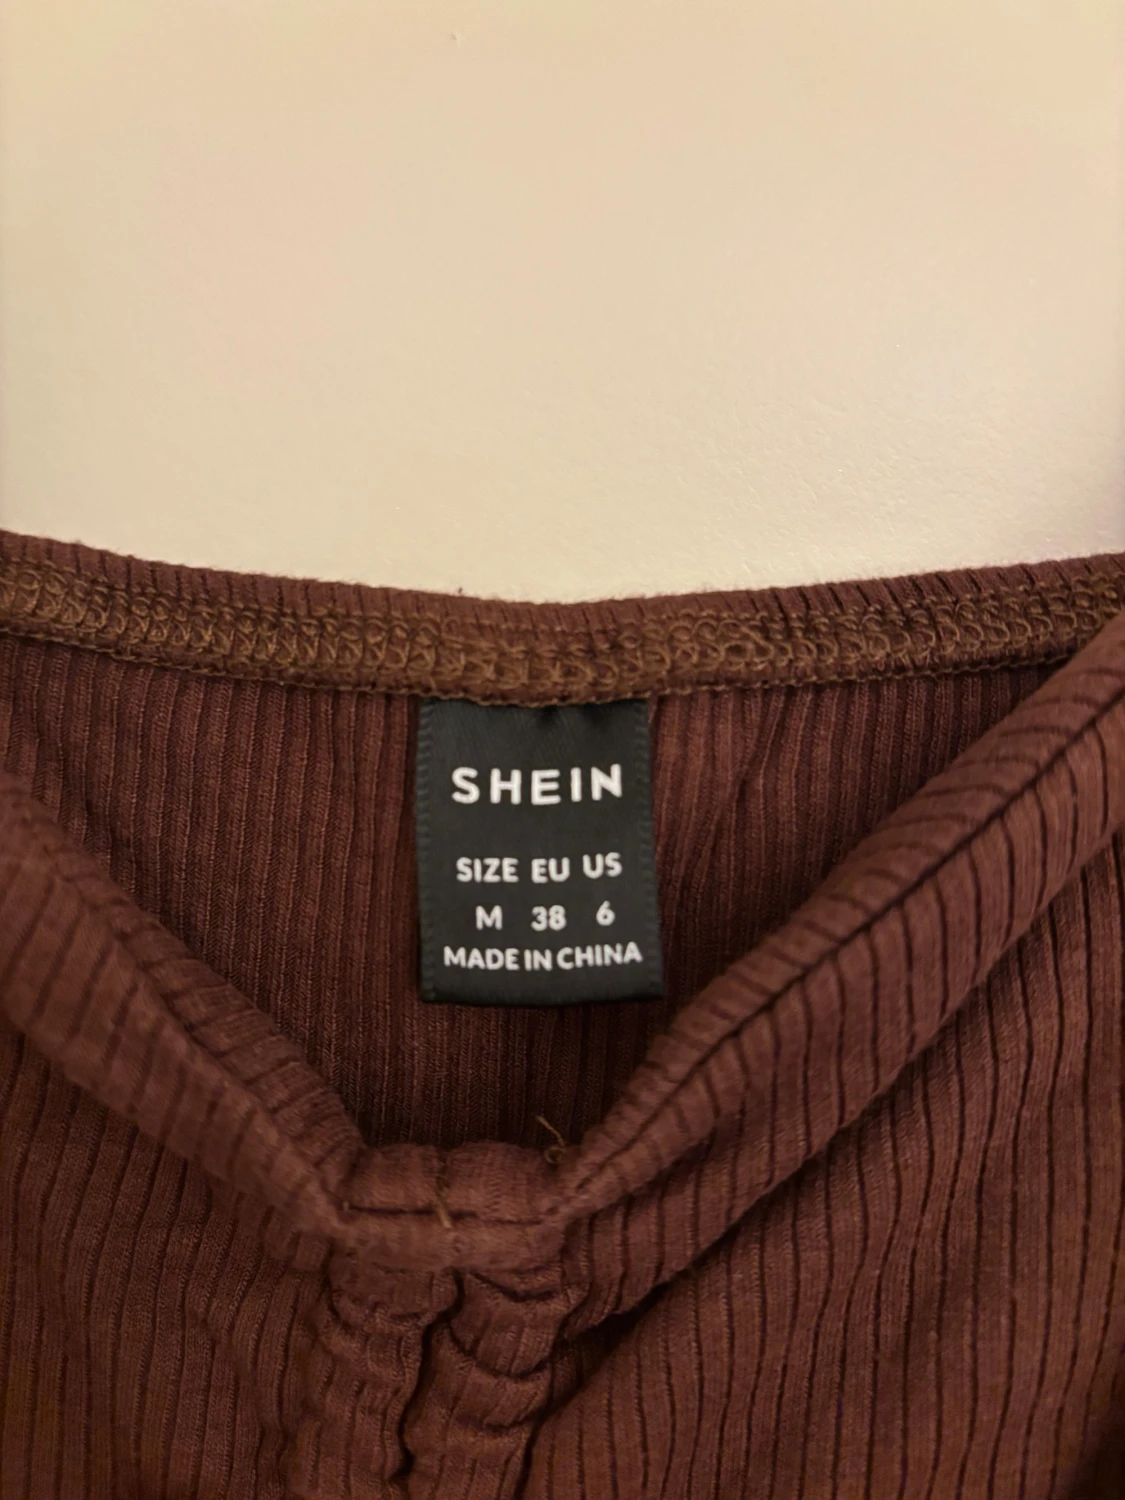 SHEIN
SIZE EU US
M 38 6
MADE IN CHINA